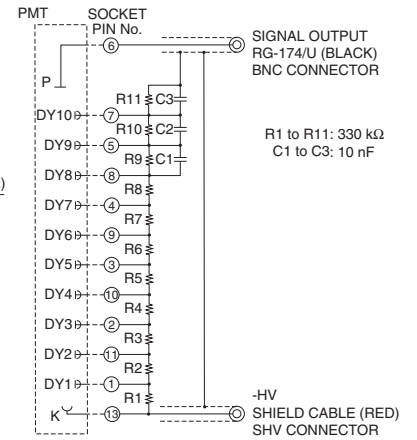 PMT
SOCKET
PIN No.
SIGNAL OUTPUT
RG-174/U (BLACK)
BNC CONNECTOR
6
P
R11 C3
DY10 7
R10 C2
DY9 5
R9 C1
DY8 8
R8
DY7 4
R7
DY6 9
R6
DY5 3
R5
DY4 10
R4
DY3 2
R3
DY2 11
R2
DY1 1
R1
K 13
R1 to R11: 330 kΩ
C1 to C3: 10 nF
-HV
SHIELD CABLE (RED)
SHV CONNECTOR
)